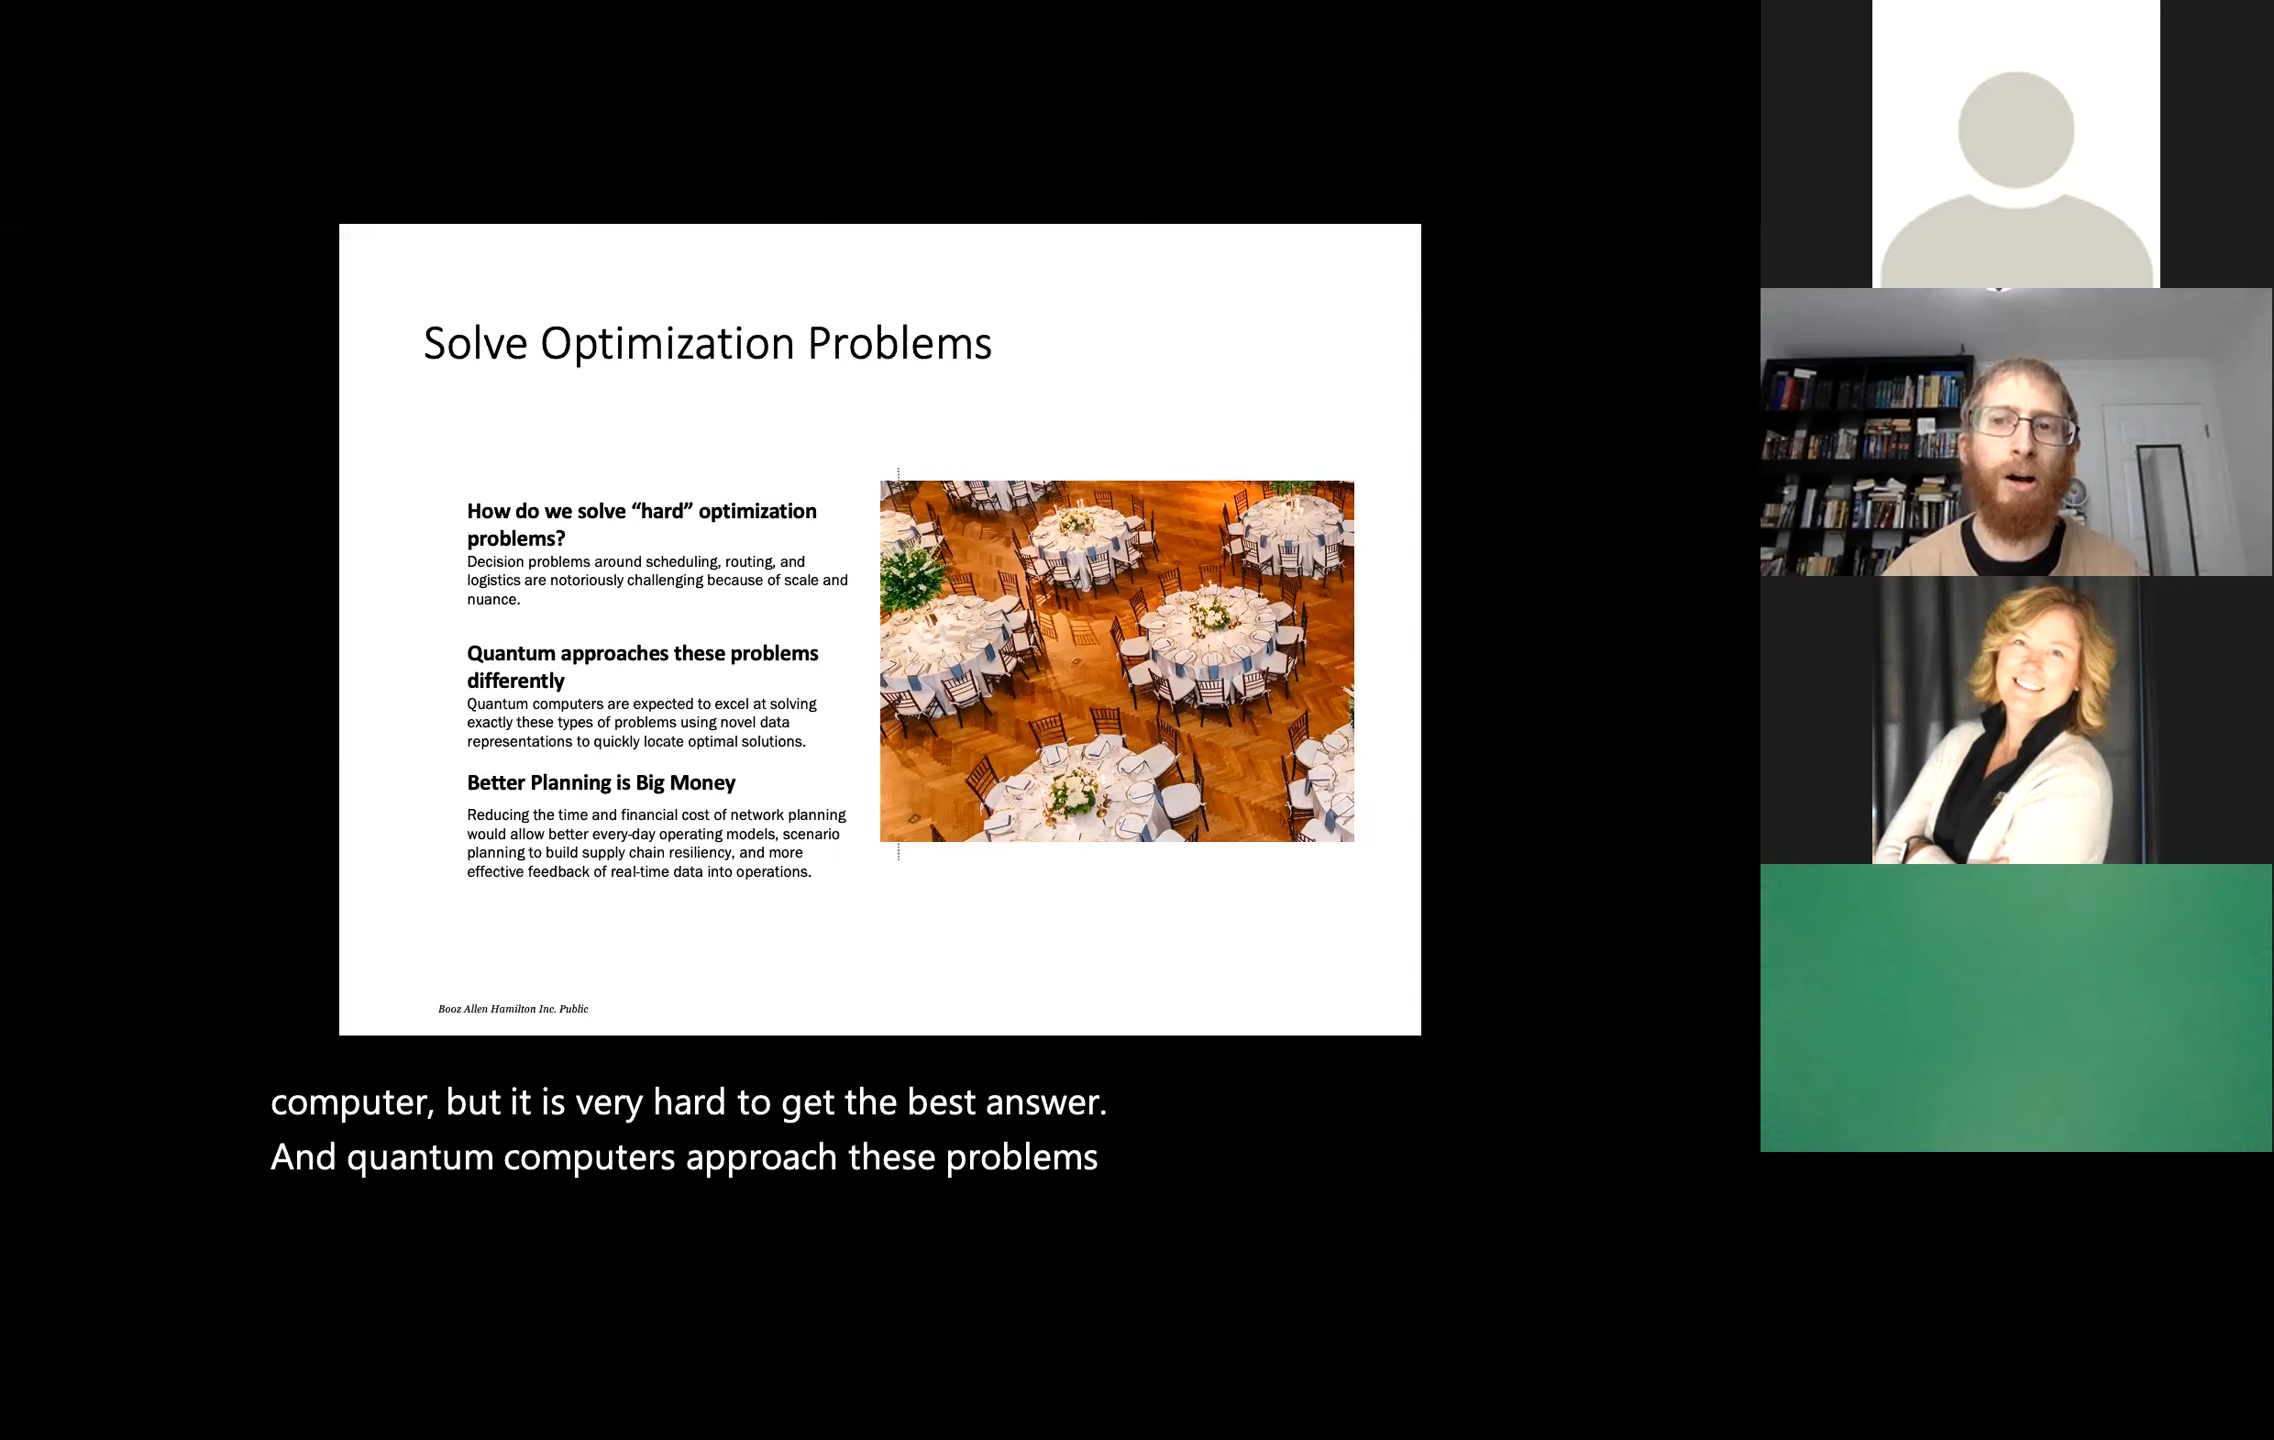 Solve Optimization Problems
How do we solve “hard” optimization
problems?
Decision problems around scheduling, routing, and
logistics are notoriously challenging because of scale and
nuance.
Quantum approaches these problems
differently
Quantum computers are expected to excel at solving
exactly these types of problems using novel data
representations to quickly locate optimal solutions.
Better Planning is Big Money
Reducing the time and financial cost of network planning
would allow better every-day operating models, scenario
planning to build supply chain resiliency, and more
effective feedback of real-time data into operations.
Booz Allen Hamilton Inc. Public
computer, but it is very hard to get the best answer.
And quantum computers approach these problems